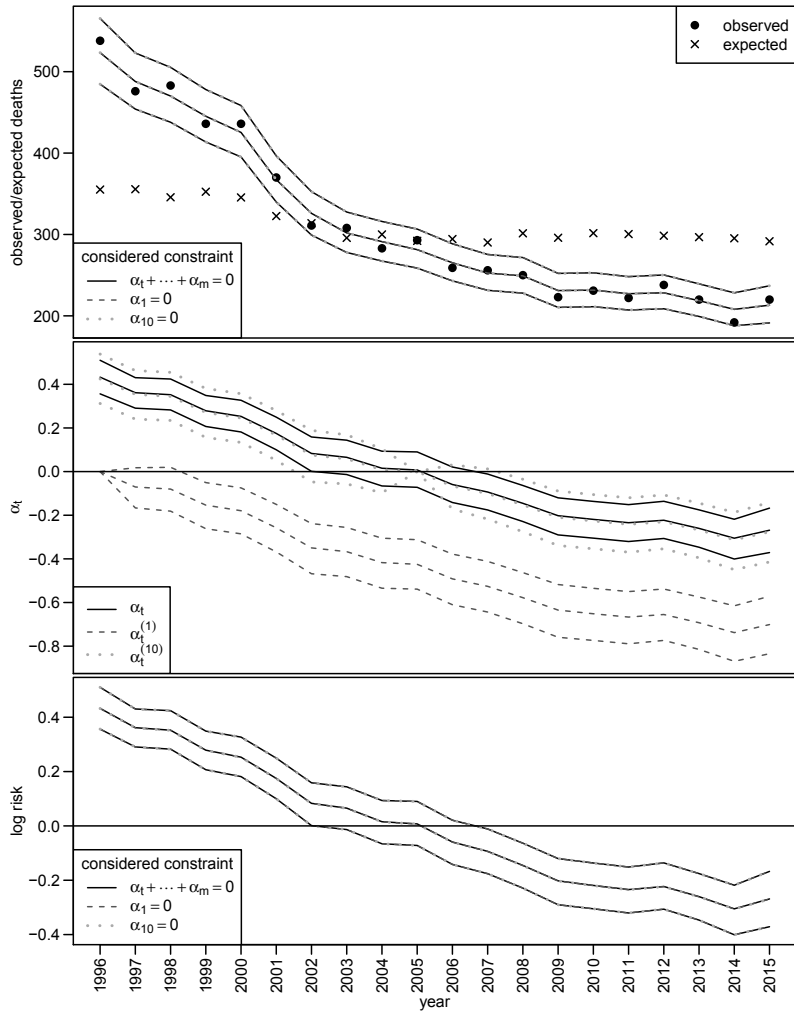 observed
expected
500
400
300
200
observed/expected deaths
considered constraint
αt + ⋯ + αm = 0
α1 = 0
α10 = 0
0.4
0.2
0.0
−0.2
−0.4
−0.6
−0.8
αt
αt
αt(1)
αt(10)
0.4
0.2
0.0
−0.2
−0.4
log risk
considered constraint
αt + ⋯ + αm = 0
α1 = 0
α10 = 0
1996
1997
1998
1999
2000
2001
2002
2003
2004
2005
2006
2007
2008
2009
2010
2011
2012
2013
2014
2015
year